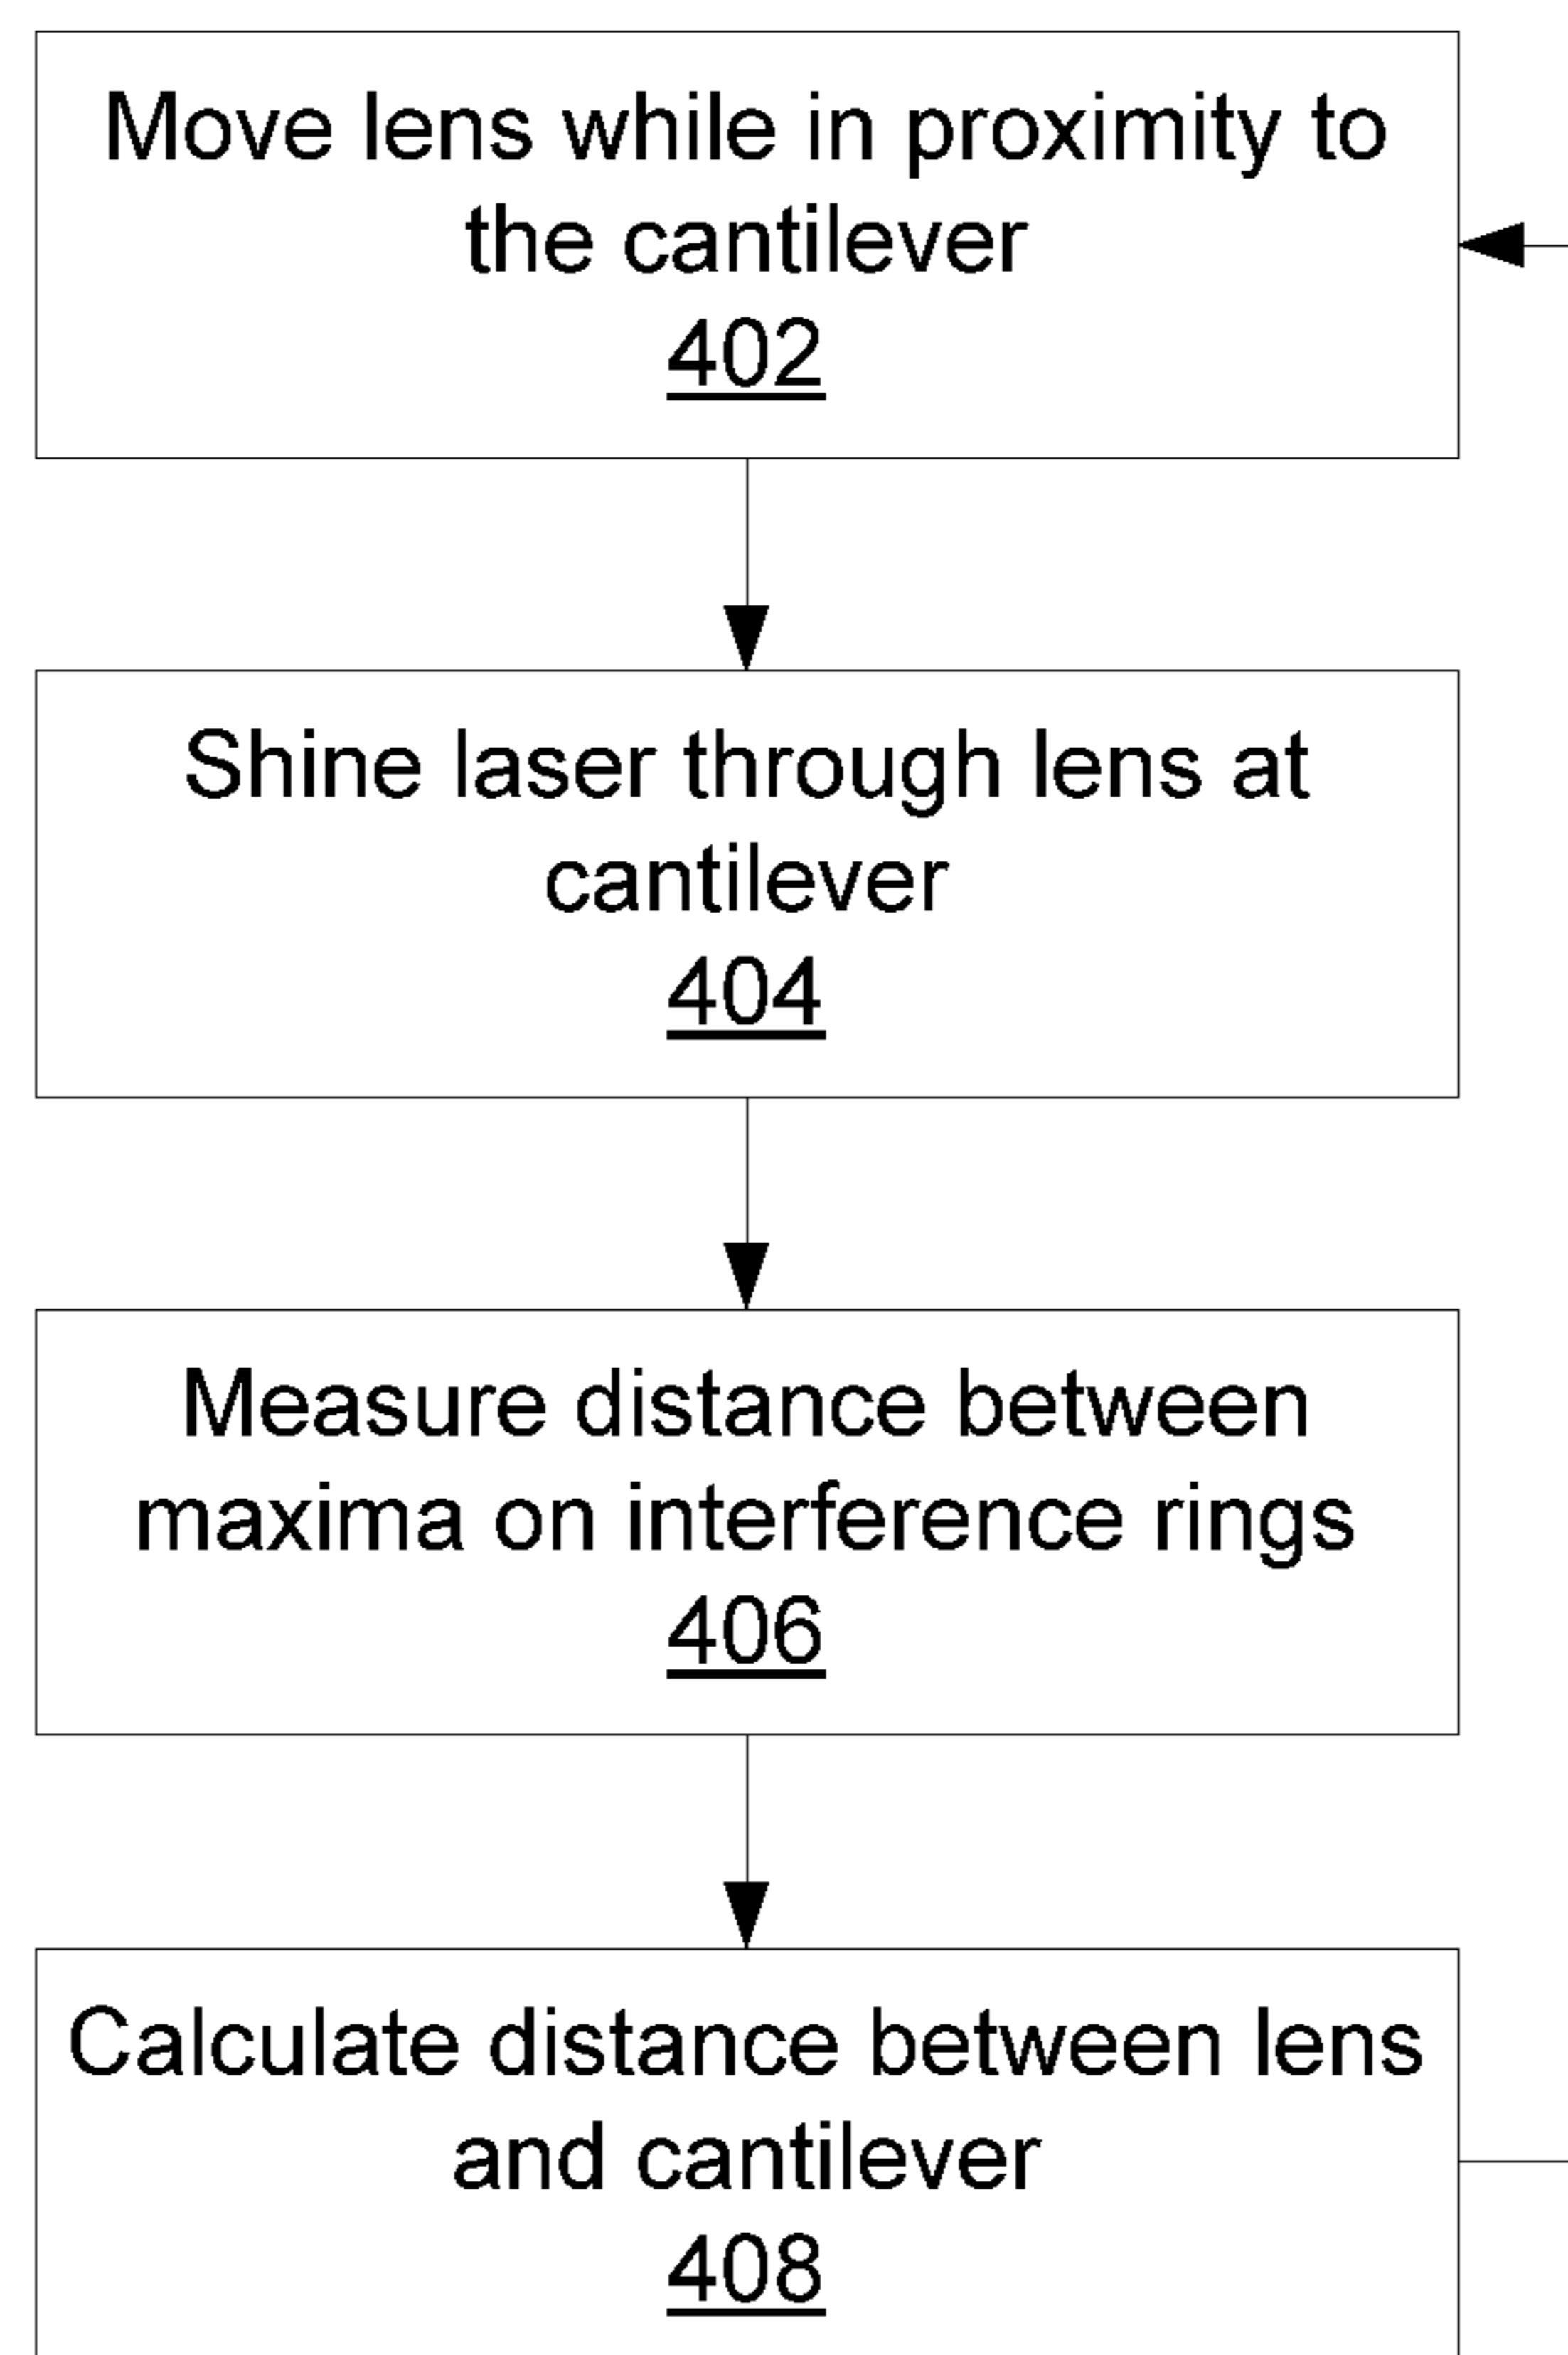 Move lens while in proximity to
the cantilever
402
Shine laser through lens at
cantilever
404
Measure distance between
maxima on interference rings
406
Calculate distance between lens
and cantilever
408